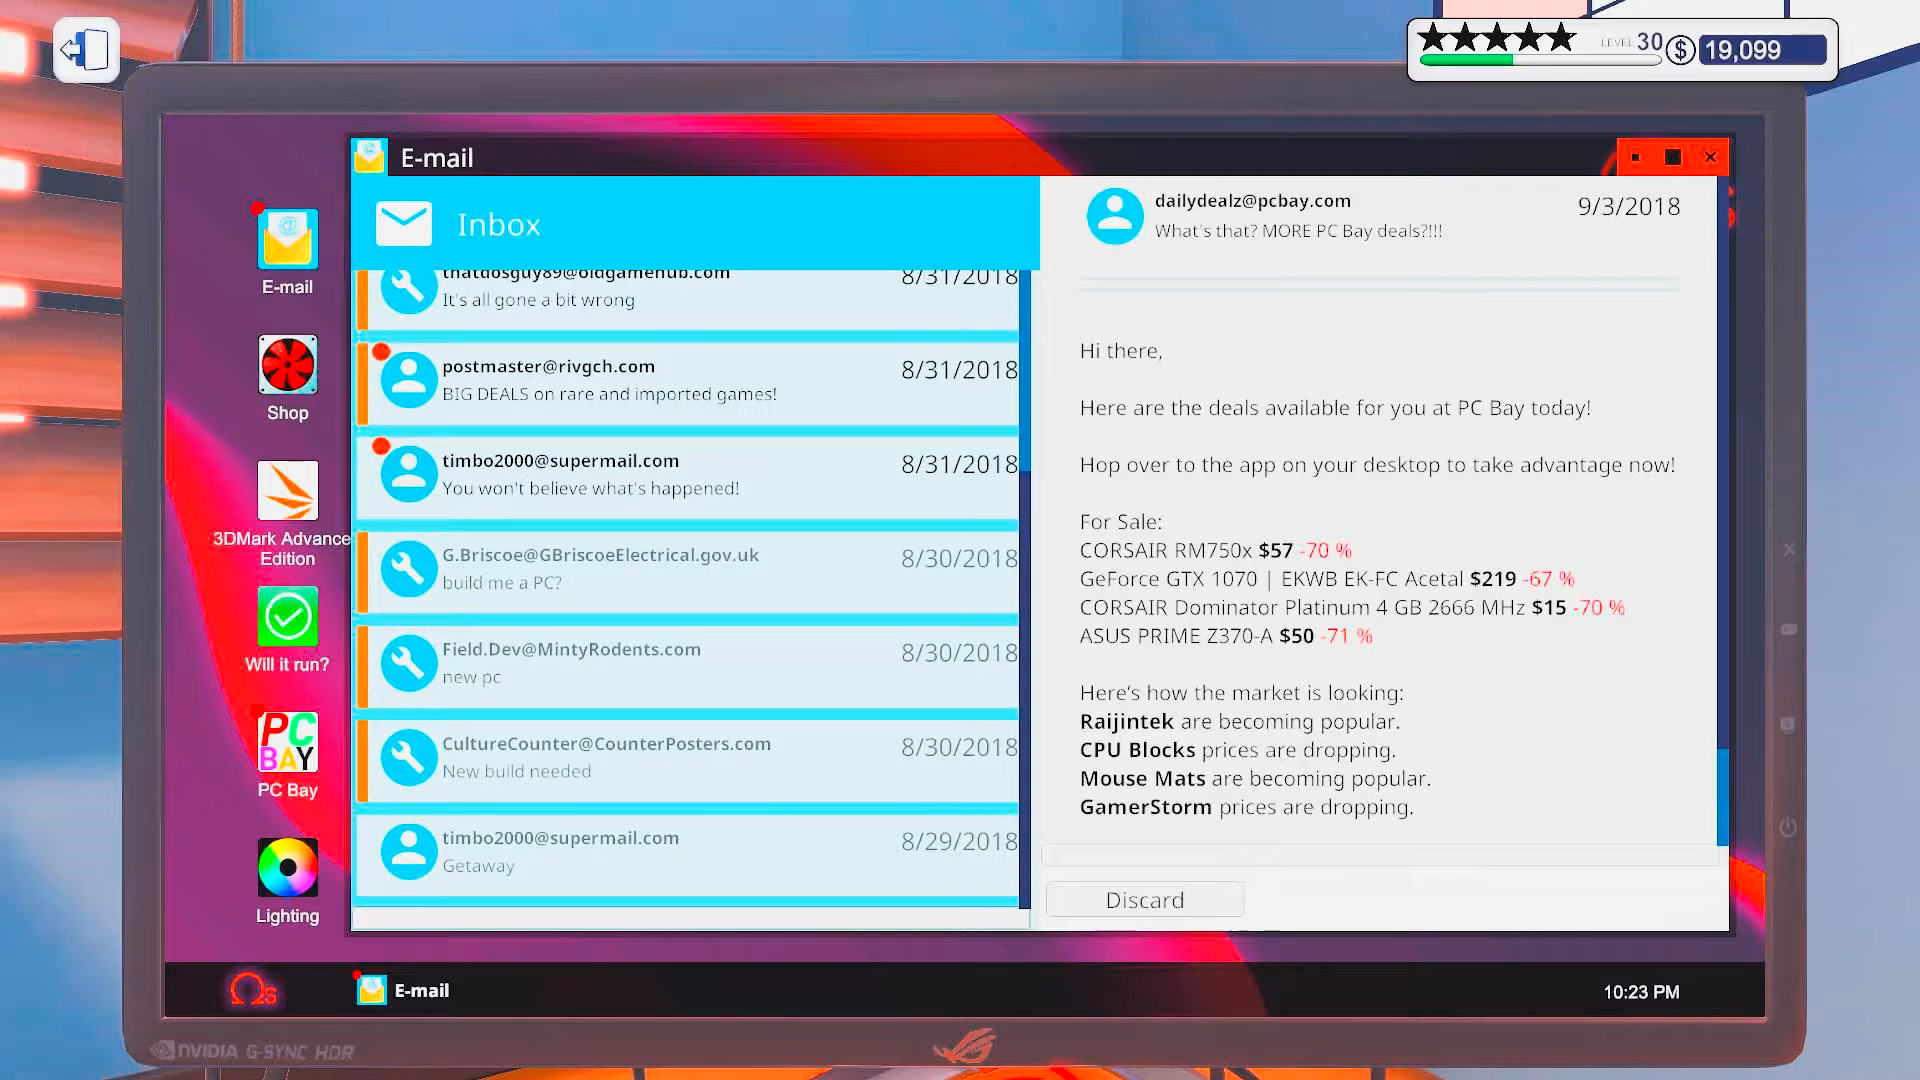 LEVEL 30 $ 19,099
E-mail
Inbox
thatdosguy89@oldgamehub.com 8/31/2018
It's all gone a bit wrong
postmaster@rivgch.com 8/31/2018
BIG DEALS on rare and imported games!
timbo2000@supermail.com 8/31/2018
You won't believe what's happened!
G.Briscoe@GBriscoeElectrical.gov.uk 8/30/2018
build me a PC?
Field.Dev@MintyRodents.com 8/30/2018
new pc
CultureCounter@CounterPosters.com 8/30/2018
New build needed
timbo2000@supermail.com 8/29/2018
Getaway
dailydealz@pcbay.com 9/3/2018
What's that? MORE PC Bay deals?!!!
Hi there,
Here are the deals available for you at PC Bay today!
Hop over to the app on your desktop to take advantage now!
For Sale:
CORSAIR RM750x $57 -70 %
GeForce GTX 1070 | EKWB EK-FC Acetal $219 -67 %
CORSAIR Dominator Platinum 4 GB 2666 MHz $15 -70 %
ASUS PRIME Z370-A $50 -71 %
Here's how the market is looking:
Raijintek are becoming popular.
CPU Blocks prices are dropping.
Mouse Mats are becoming popular.
GamerStorm prices are dropping.
Discard
E-mail
Shop
3DMark Advance
Edition
Will it run?
PC
BAY
PC Bay
Lighting
Ωs
E-mail
10:23 PM
NVIDIA G-SYNC HDR